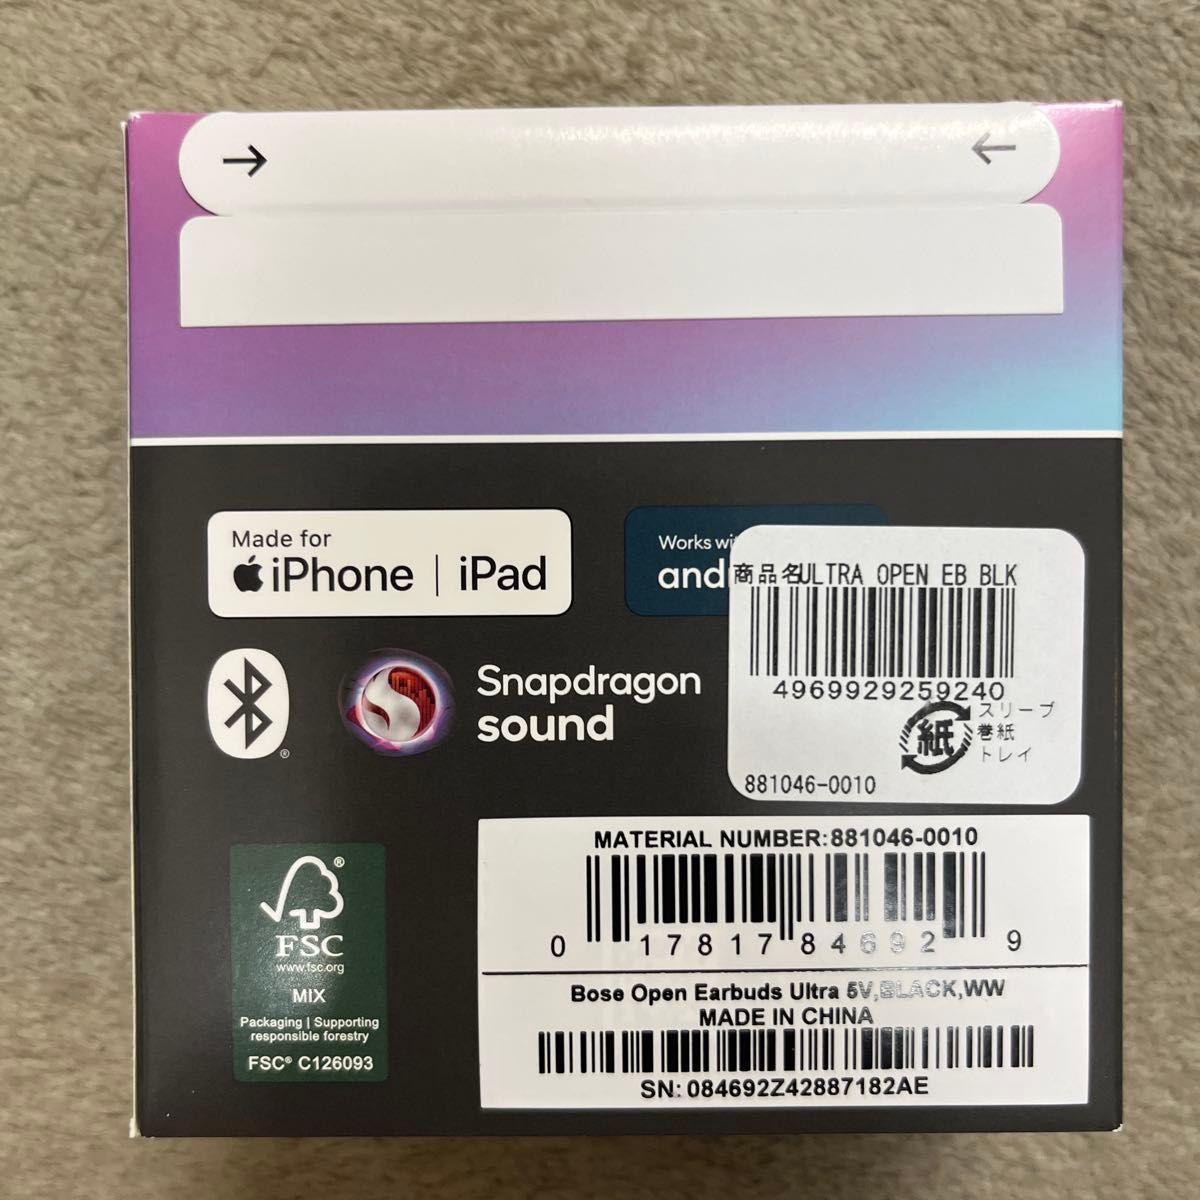 → ←
Made for
iPhone | iPad
Works wi
and
商品名ULTRA OPEN EB BLK
4969929259240
紙
スリーブ
巻紙
トレイ
881046-0010
®
Snapdragon
sound
MATERIAL NUMBER:881046-0010
0 17817 84692 9
Bose Open Earbuds Ultra 5V,BLACK,WW
MADE IN CHINA
SN: 084692Z42887182AE
®
FSC
www.fsc.org
MIX
Packaging | Supporting
responsible forestry
FSC® C126093